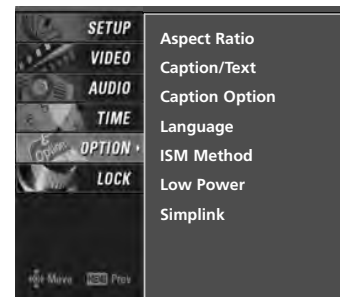 SETUP
VIDEO
AUDIO
TIME
OPTION
LOCK
Move MENU Prev
Aspect Ratio
Caption/Text
Caption Option
Language
ISM Method
Low Power
Simplink